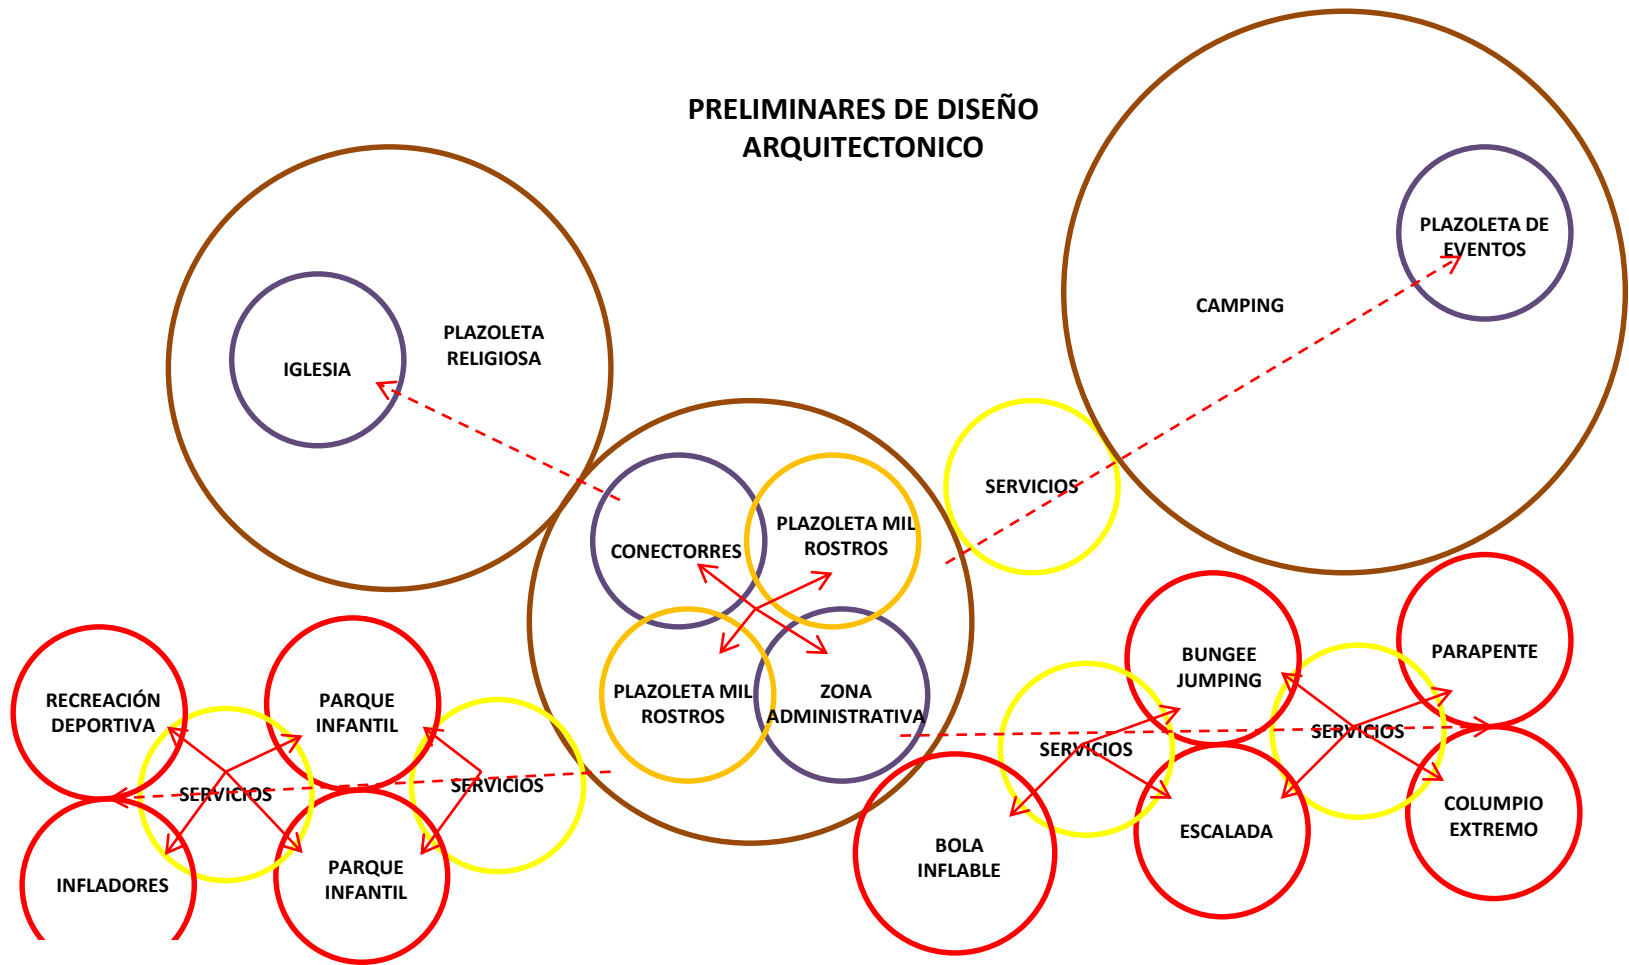 PRELIMINARES DE DISEÑO
ARQUITECTONICO
PLAZOLETA DE
EVENTOS
CAMPING
PLAZOLETA
RELIGIOSA
IGLESIA
SERVICIOS
PLAZOLETA MIL
ROSTROS
CONECTORRES
PLAZOLETA MIL
ROSTROS
ZONA
ADMINISTRATIVA
RECREACIÓN
DEPORTIVA
PARQUE
INFANTIL
SERVICIOS
SERVICIOS
INFLADORES
PARQUE
INFANTIL
BUNGEE
JUMPING
PARAPENTE
SERVICIOS
SERVICIOS
BOLA
INFLABLE
ESCALADA
COLUMPIO
EXTREMO